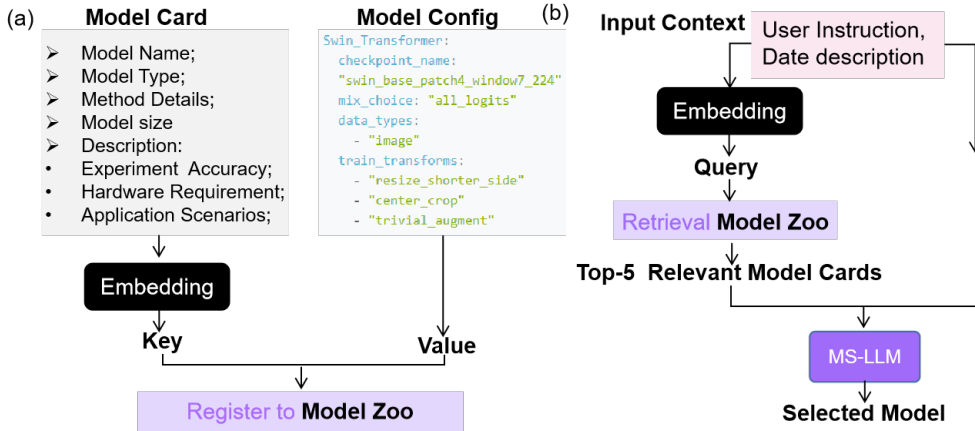 (a)
Model Card
➤ Model Name;
➤ Model Type;
➤ Method Details;
➤ Model size
➤ Description:
• Experiment Accuracy;
• Hardware Requirement;
• Application Scenarios;
Embedding
Key
Model Config
Swin_Transformer:
checkpoint_name:
"swin_base_patch4_window7_224"
mix_choice: "all_logits"
data_types:
- "image"
train_transforms:
- "resize_shorter_side"
- "center_crop"
- "trivial_augment"
Value
Register to Model Zoo
(b)
Input Context
User Instruction,
Date description
Embedding
Query
Retrieval Model Zoo
Top-5 Relevant Model Cards
MS-LLM
Selected Model